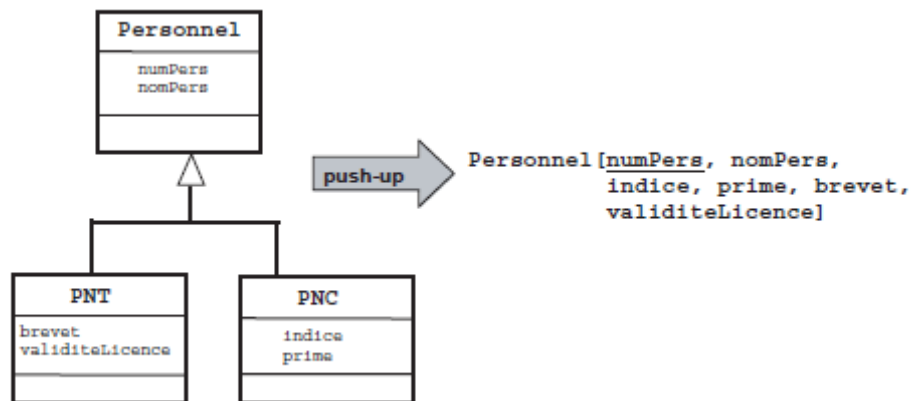 Personnel
numPers
nomPers
push-up
Personnel[numPers, nomPers,
indice, prime, brevet,
validiteLicence]
PNT
brevet
validiteLicence
PNC
indice
prime